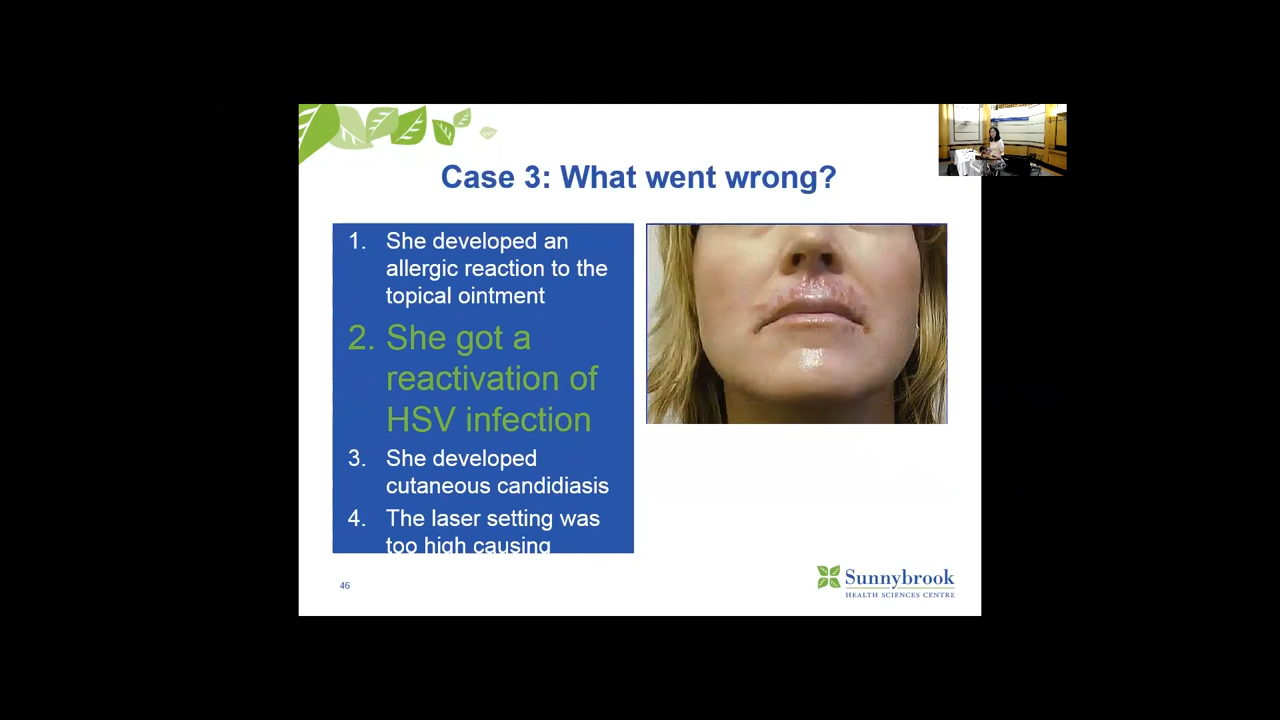 Case 3: What went wrong?
1. She developed an
allergic reaction to the
topical ointment
2. She got a
reactivation of
HSV infection
3. She developed
cutaneous candidiasis
4. The laser setting was
too high causing
46
Sunnybrook
HEALTH SCIENCES CENTRE